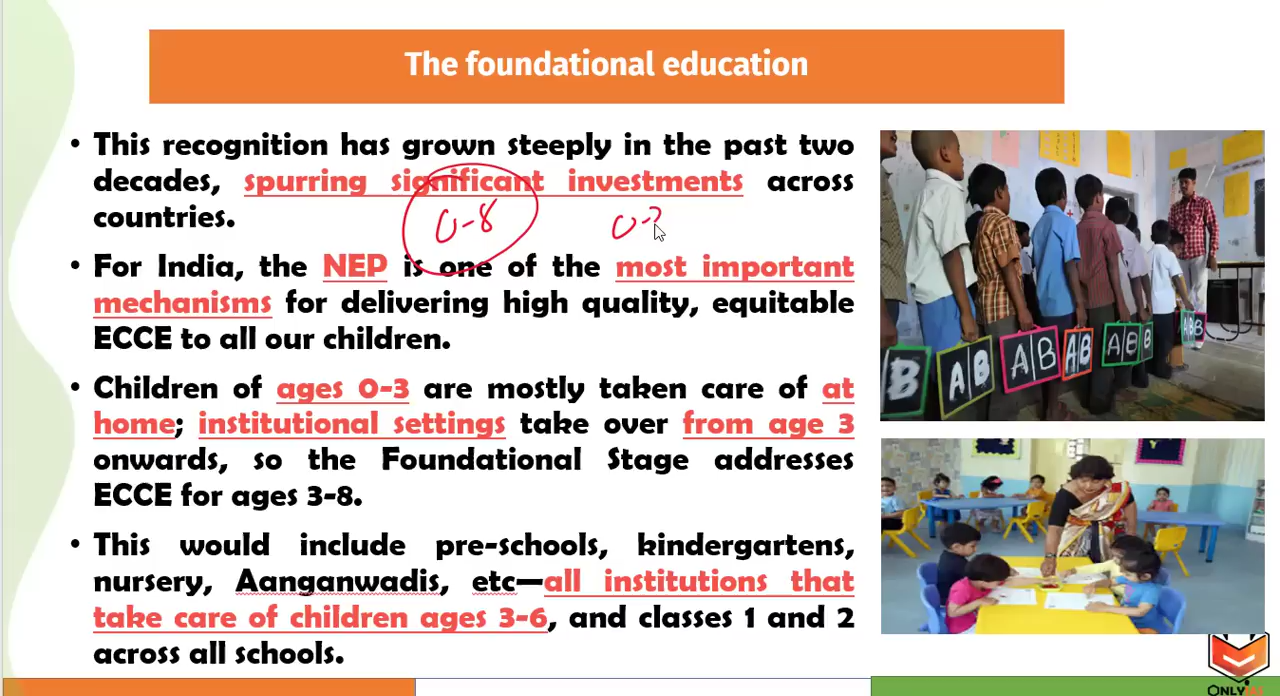 The foundational education
• This recognition has grown steeply in the past two
decades, spurring significant investments across
countries.
0-8
• For India, the NEP is one of the most important
mechanisms for delivering high quality, equitable
ECCE to all our children.
• Children of ages 0-3 are mostly taken care of at
home; institutional settings take over from age 3
onwards, so the Foundational Stage addresses
ECCE for ages 3-8.
• This would include pre-schools, kindergartens,
nursery, Aanganwadis, etc—all institutions that
take care of children ages 3-6, and classes 1 and 2
across all schools.
B
A B
A B
A B
A B B
A B B
ONLYIAS